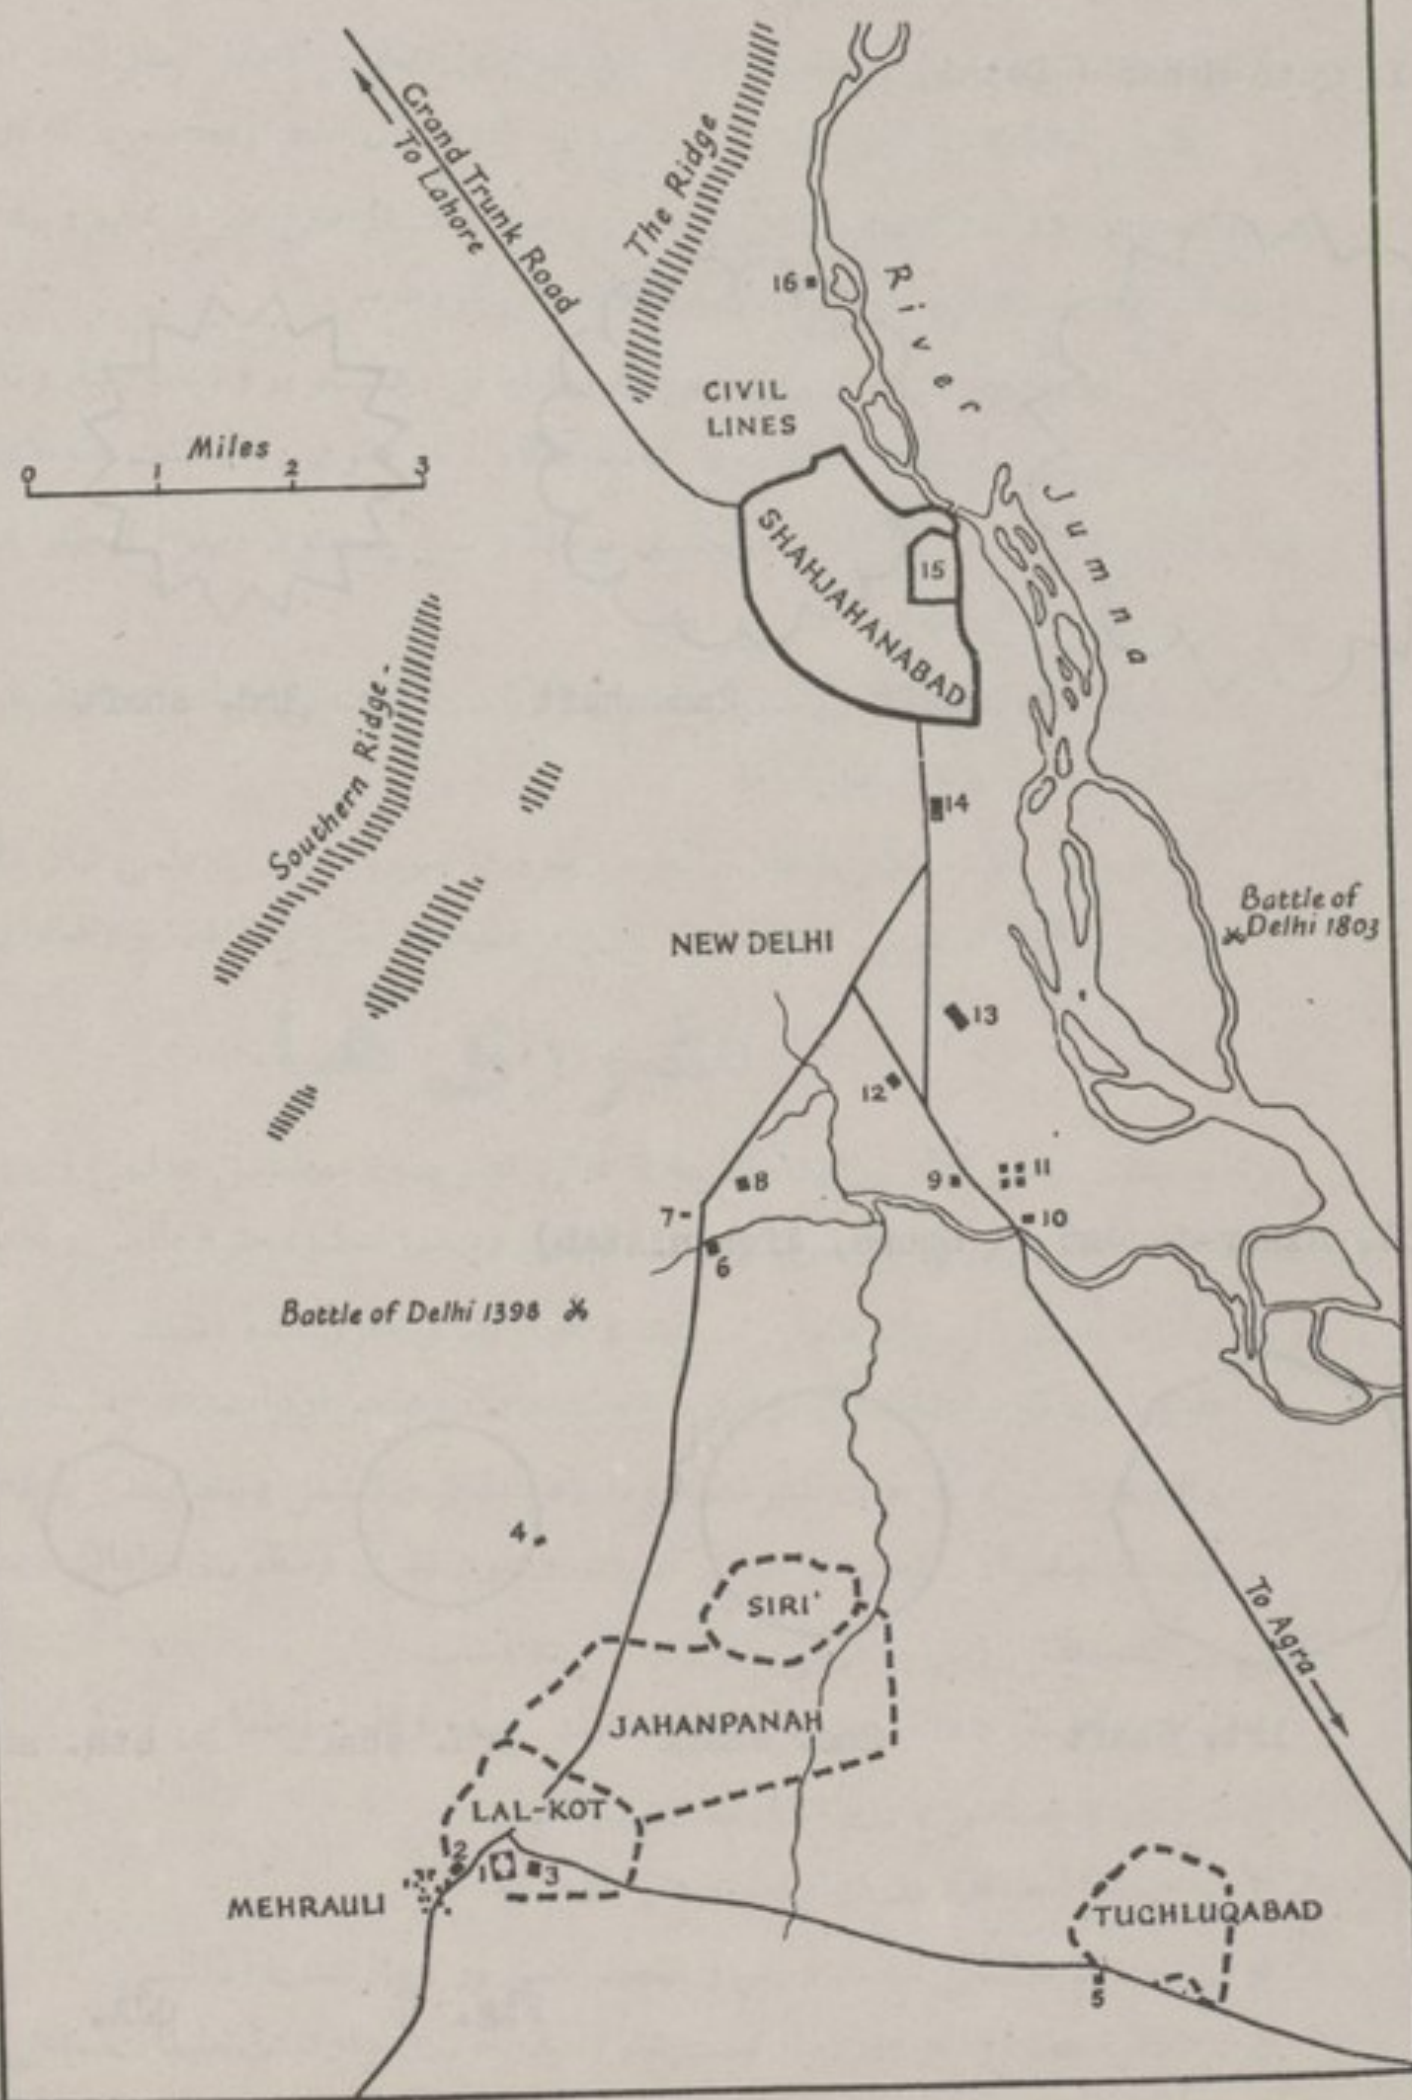 Grand Trunk Road
To Lahore
The Ridge
16
River Jumna
CIVIL
LINES
Miles
0 1 2 3
SHAHJAHANABAD
15
Southern Ridge
14
NEW DELHI
Battle of
Delhi 1803
13
12
11
8
9
7
10
6
Battle of Delhi 1398
4
SIRI
To Agra
JAHANPANAH
LAL-KOT
2
1
3
MEHRAULI
TUGHLUQABAD
5